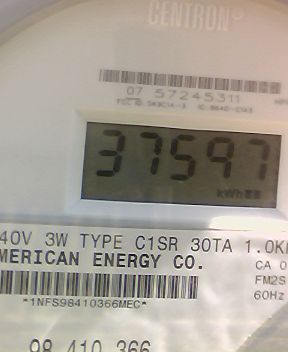 CENTRON®
07 57245311
37597
kWh
40V 3W TYPE C1SR 30TA 1.0K
MERICAN ENERGY CO.
CA 0
FM2S
60Hz
*1NFS98410366MEC*
98 410 366